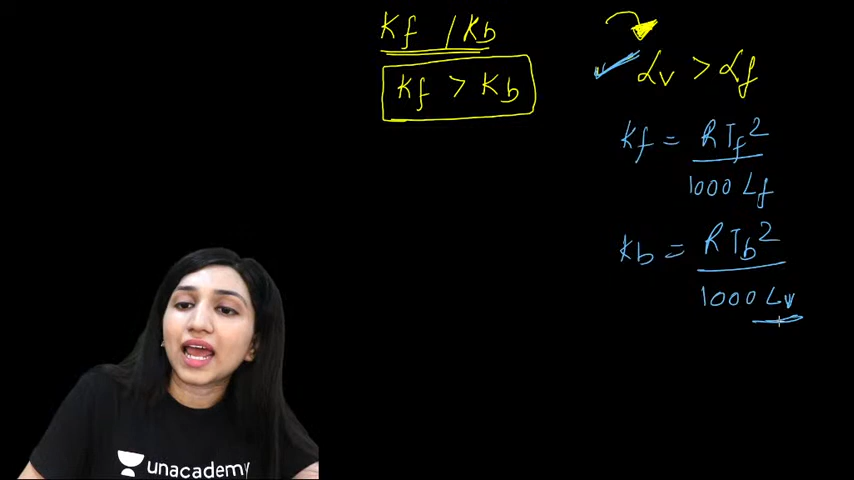 Kf / Kb
Kf > Kb
Lv > Lf
Kf = RTf²
1000 Lf
Kb = RTb²
1000 Lv
unacademy